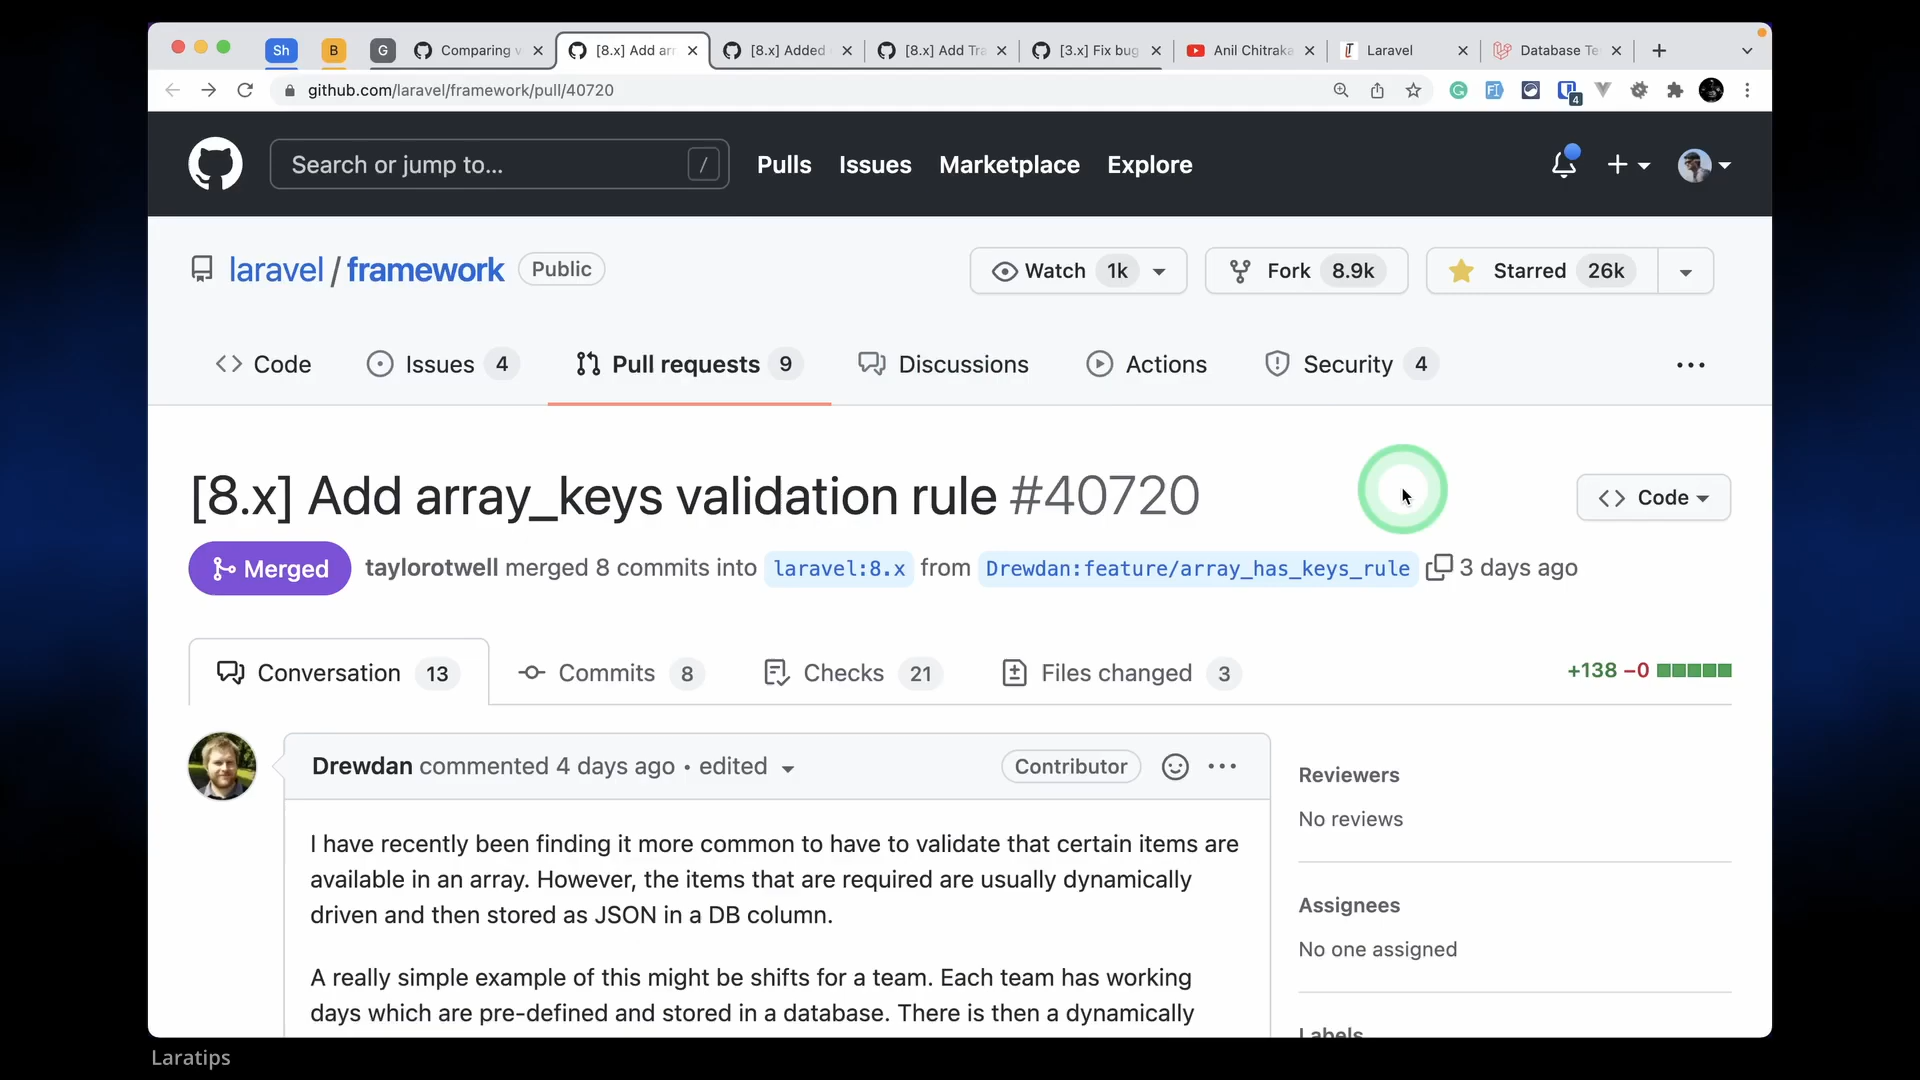 Sh
B
G
Comparing v
[8.x] Add arr
[8.x] Added
[8.x] Add Tra
[3.x] Fix bug
Anil Chitraka
Laravel
Database Te
github.com/laravel/framework/pull/40720
4
Search or jump to...
/
Pulls
Issues
Marketplace
Explore
laravel / framework
Public
Watch 1k
Fork 8.9k
Starred 26k
Code
Issues 4
Pull requests 9
Discussions
Actions
Security 4
[8.x] Add array_keys validation rule #40720
Code
Merged
taylorotwell merged 8 commits into laravel:8.x from Drewdan:feature/array_has_keys_rule 3 days ago
Conversation 13
Commits 8
Checks 21
Files changed 3
+138 −0
Drewdan commented 4 days ago • edited
Contributor
I have recently been finding it more common to have to validate that certain items are
available in an array. However, the items that are required are usually dynamically
driven and then stored as JSON in a DB column.
A really simple example of this might be shifts for a team. Each team has working
days which are pre-defined and stored in a database. There is then a dynamically
Reviewers
No reviews
Assignees
No one assigned
Labels
Laratips